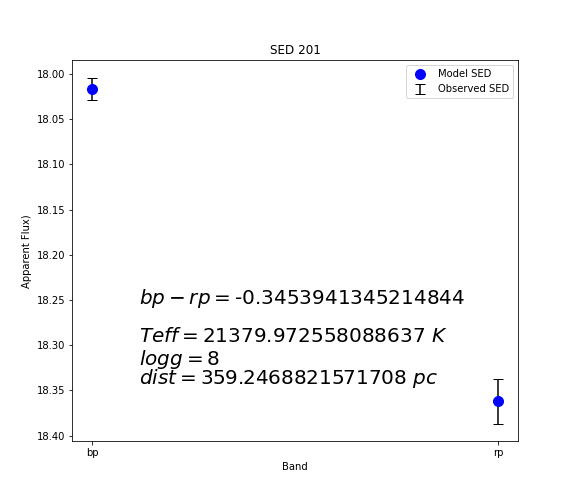 SED 201
Model SED
Observed SED
18.00
18.05
18.10
18.15
18.20
18.25
18.30
18.35
18.40
Apparent Flux)
bp − rp = -0.3453941345214844
Teff = 21379.972558088637 K
logg = 8
dist = 359.2468821571708 pc
bp
rp
Band